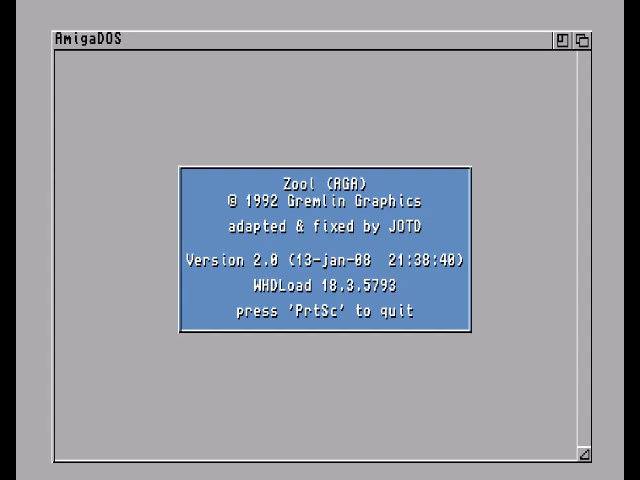 AmigaDOS
Zool (AGA)
© 1992 Gremlin Graphics
adapted & fixed by JOTD
Version 2.0 (13-jan-08  21:38:40)
WHDLoad 18.3.5793
press 'PrtSc' to quit